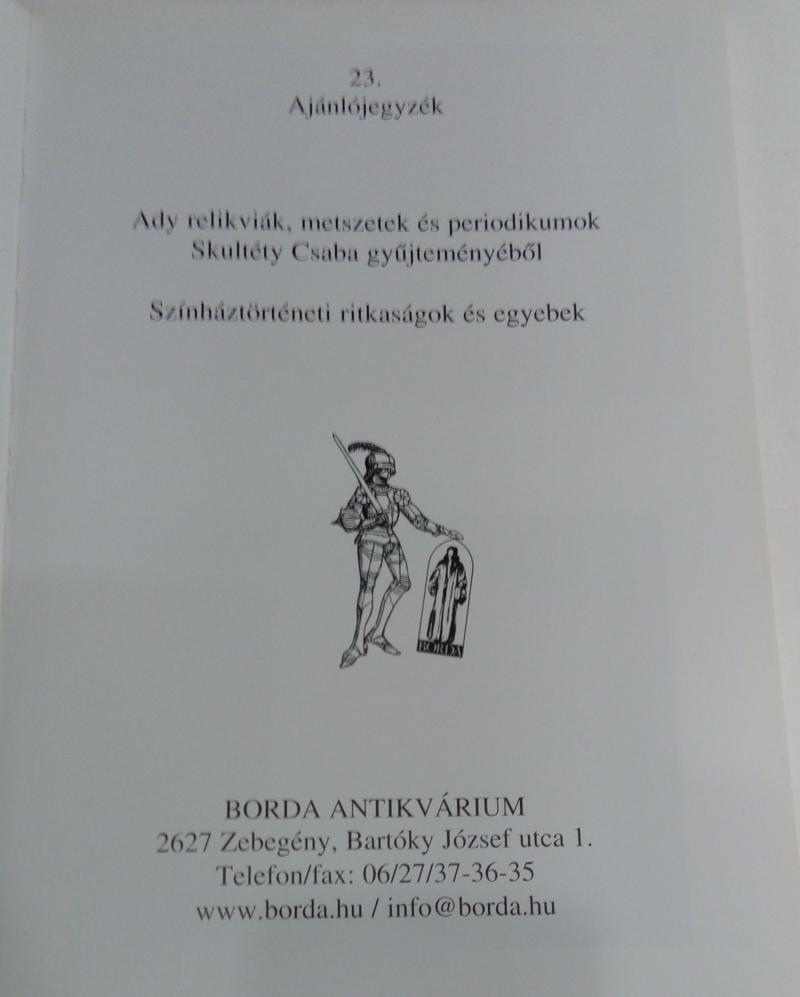 23.
Ajánlójegyzék
Ady relikviák, metszetek és periodikumok
Skultéty Csaba gyűjteményéből
Színháztörténeti ritkaságok és egyebek
BORDA
BORDA ANTIKVÁRIUM
2627 Zebegény, Bartóky József utca 1.
Telefon/fax: 06/27/37-36-35
www.borda.hu / info@borda.hu